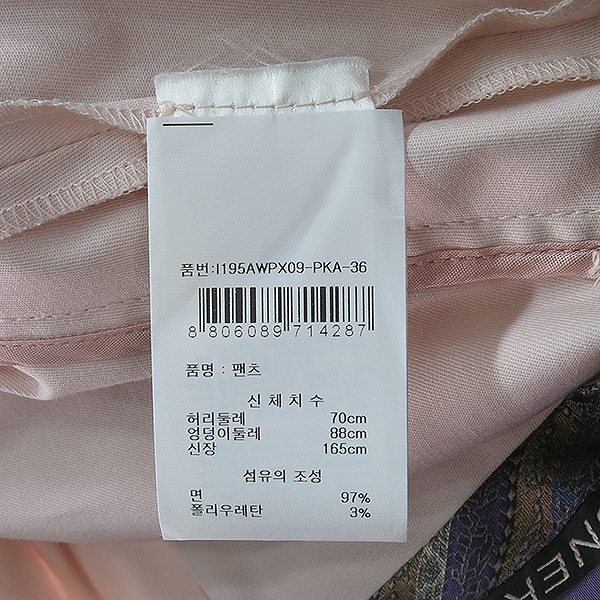 품번:I195AWPX09-PKA-36
8 806089 714287
품명 : 팬츠
신 체 치 수
허리둘레 70cm
엉덩이둘레 88cm
신장 165cm
섬유의 조성
면 97%
폴리우레탄 3%